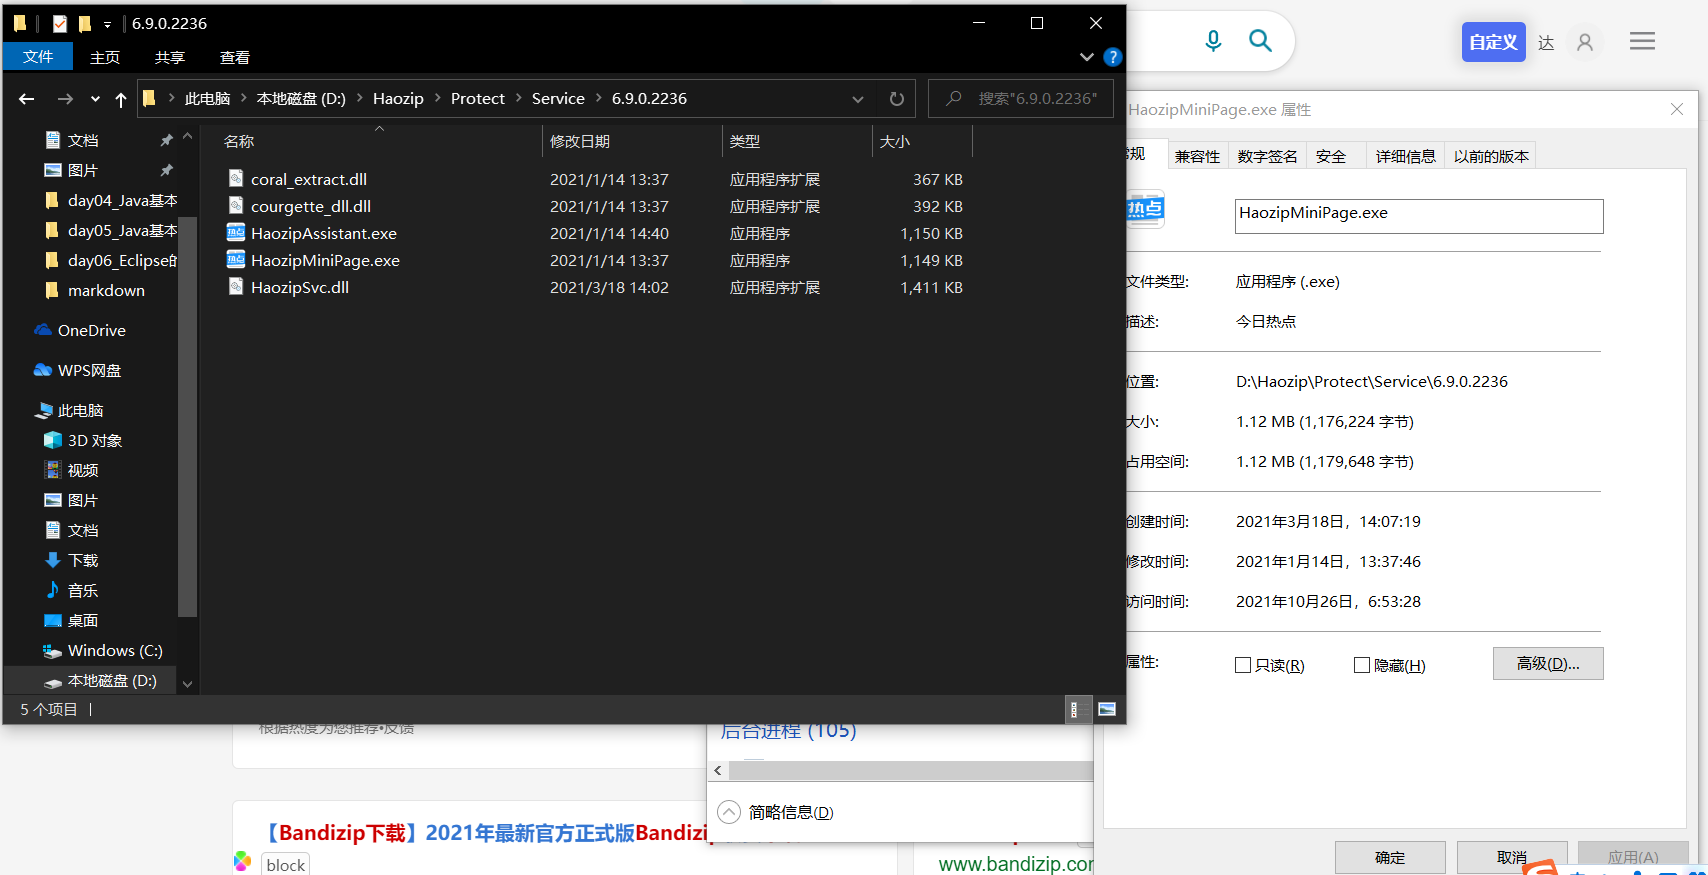 6.9.0.2236
文件 主页 共享 查看
此电脑 本地磁盘 (D:) Haozip Protect Service 6.9.0.2236
搜索"6.9.0.2236"
文档
图片
day04_Java基本
day05_Java基本
day06_Eclipse的
markdown
OneDrive
WPS网盘
此电脑
3D 对象
视频
图片
文档
下载
音乐
桌面
Windows (C:)
本地磁盘 (D:)
名称 修改日期 类型 大小
coral_extract.dll 2021/1/14 13:37 应用程序扩展 367 KB
courgette_dll.dll 2021/1/14 13:37 应用程序扩展 392 KB
HaozipAssistant.exe 2021/1/14 14:40 应用程序 1,150 KB
HaozipMiniPage.exe 2021/1/14 13:37 应用程序 1,149 KB
HaozipSvc.dll 2021/3/18 14:02 应用程序扩展 1,411 KB
5 个项目
自定义 达
HaozipMiniPage.exe 属性
常规 兼容性 数字签名 安全 详细信息 以前的版本
热点
HaozipMiniPage.exe
文件类型: 应用程序 (.exe)
描述: 今日热点
位置: D:\Haozip\Protect\Service\6.9.0.2236
大小: 1.12 MB (1,176,224 字节)
占用空间: 1.12 MB (1,179,648 字节)
创建时间: 2021年3月18日，14:07:19
修改时间: 2021年1月14日，13:37:46
访问时间: 2021年10月26日，6:53:28
属性: 只读(R) 隐藏(H) 高级(D)...
确定 取消 应用(A)
根据热度为您推荐•反馈
后台进程 (105)
简略信息(D)
【Bandizip下载】2021年最新官方正式版Bandizi
block
www.bandizip.com